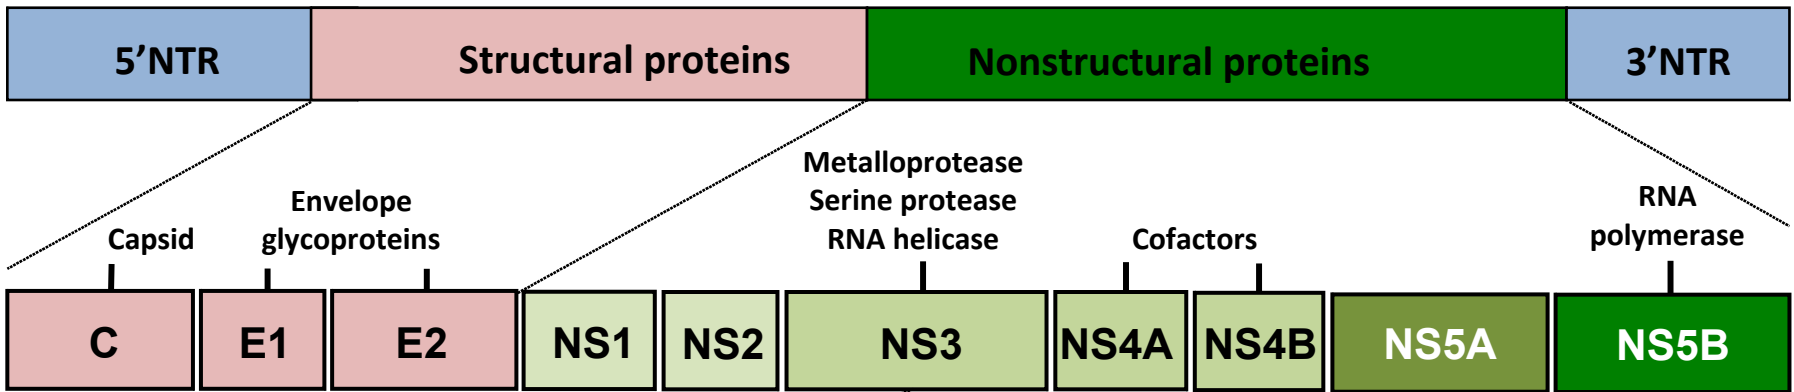 5’NTR
Structural proteins
Nonstructural proteins
3’NTR
Capsid
Envelope
glycoproteins
Metalloprotease
Serine protease
RNA helicase
Cofactors
RNA
polymerase
C
E1
E2
NS1
NS2
NS3
NS4A
NS4B
NS5A
NS5B